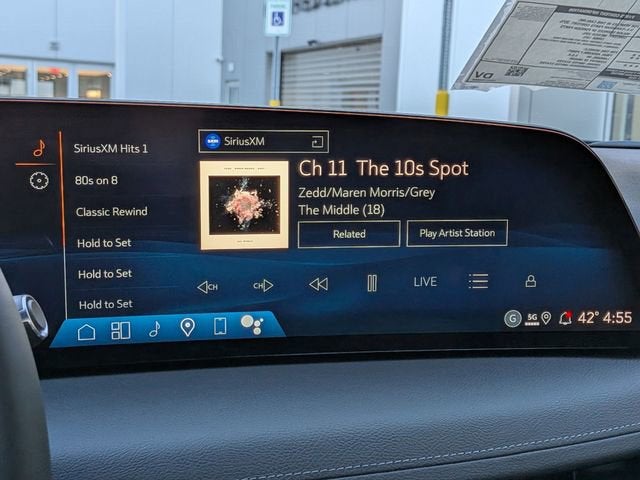 SiriusXM Hits 1
80s on 8
Classic Rewind
Hold to Set
Hold to Set
Hold to Set
SiriusXM
Ch 11 The 10s Spot
Zedd/Maren Morris/Grey
The Middle (18)
Related
Play Artist Station
CH
CH
LIVE
G
5G
42° 4:55